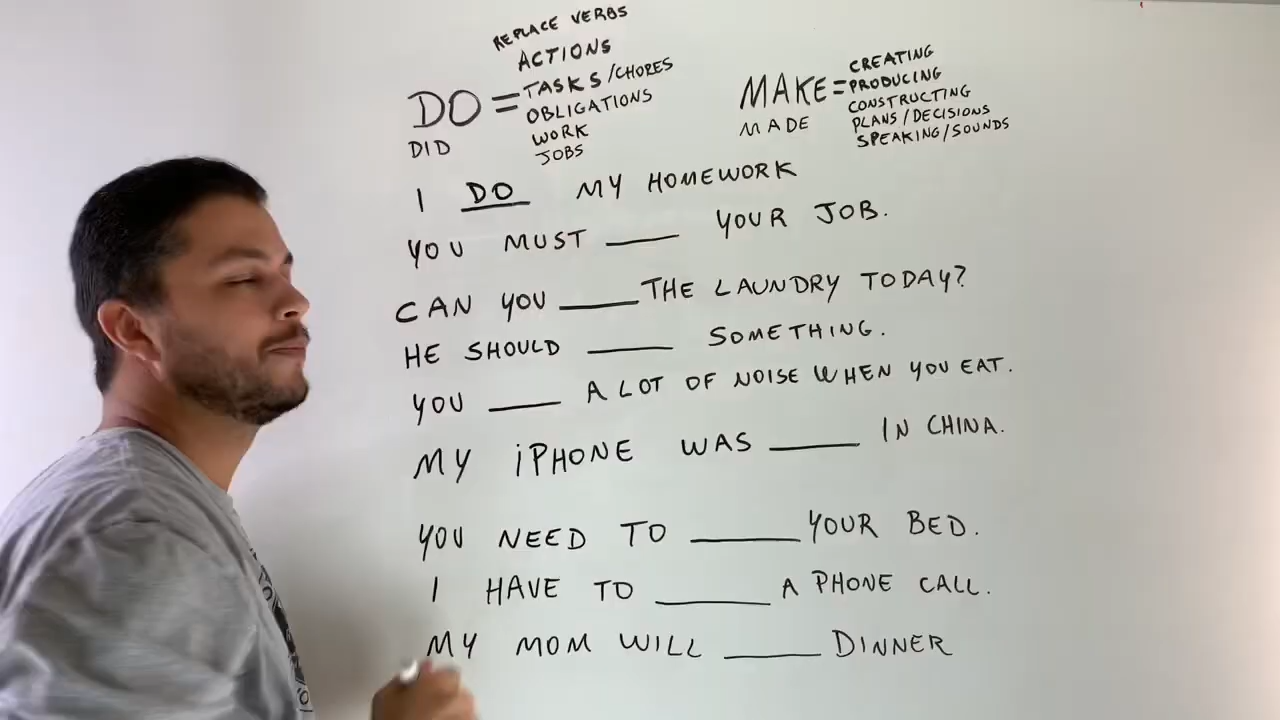 REPLACE VERBS
ACTIONS
TASKS/CHORES
DO = OBLIGATIONS
DID
WORK
JOBS
CREATING
MAKE = PRODUCING
MADE
CONSTRUCTING
PLANS/DECISIONS
SPEAKING/SOUNDS
I DO MY HOMEWORK
YOU MUST ____ YOUR JOB.
CAN YOU ____ THE LAUNDRY TODAY?
HE SHOULD ____ SOMETHING.
YOU ____ A LOT OF NOISE WHEN YOU EAT.
MY iPHONE WAS ____ IN CHINA.
YOU NEED TO ____ YOUR BED.
I HAVE TO ____ A PHONE CALL.
MY MOM WILL ____ DINNER